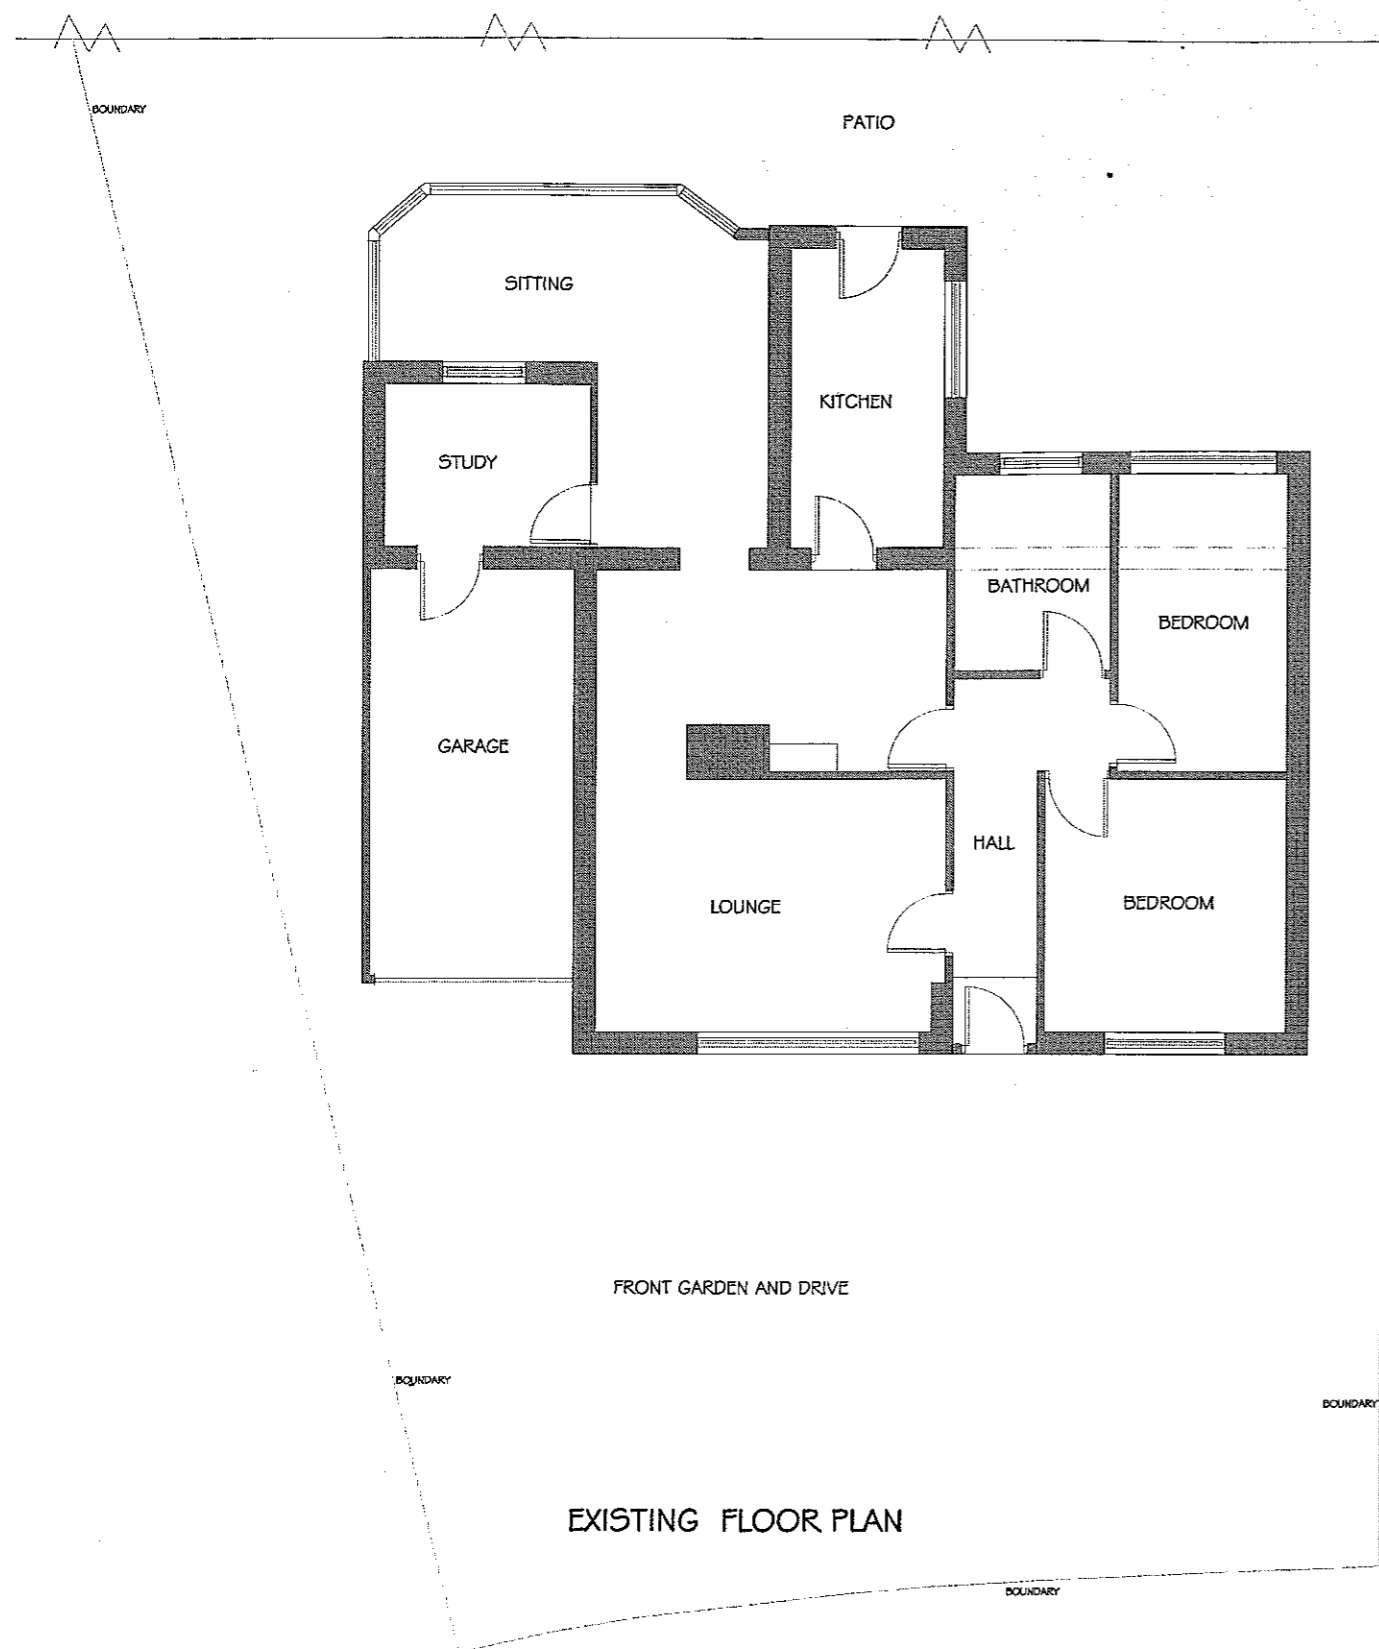 BOUNDARY
PATIO
SITTING
KITCHEN
STUDY
BATHROOM
BEDROOM
GARAGE
HALL
LOUNGE
BEDROOM
FRONT GARDEN AND DRIVE
BOUNDARY
BOUNDARY
EXISTING FLOOR PLAN
BOUNDARY